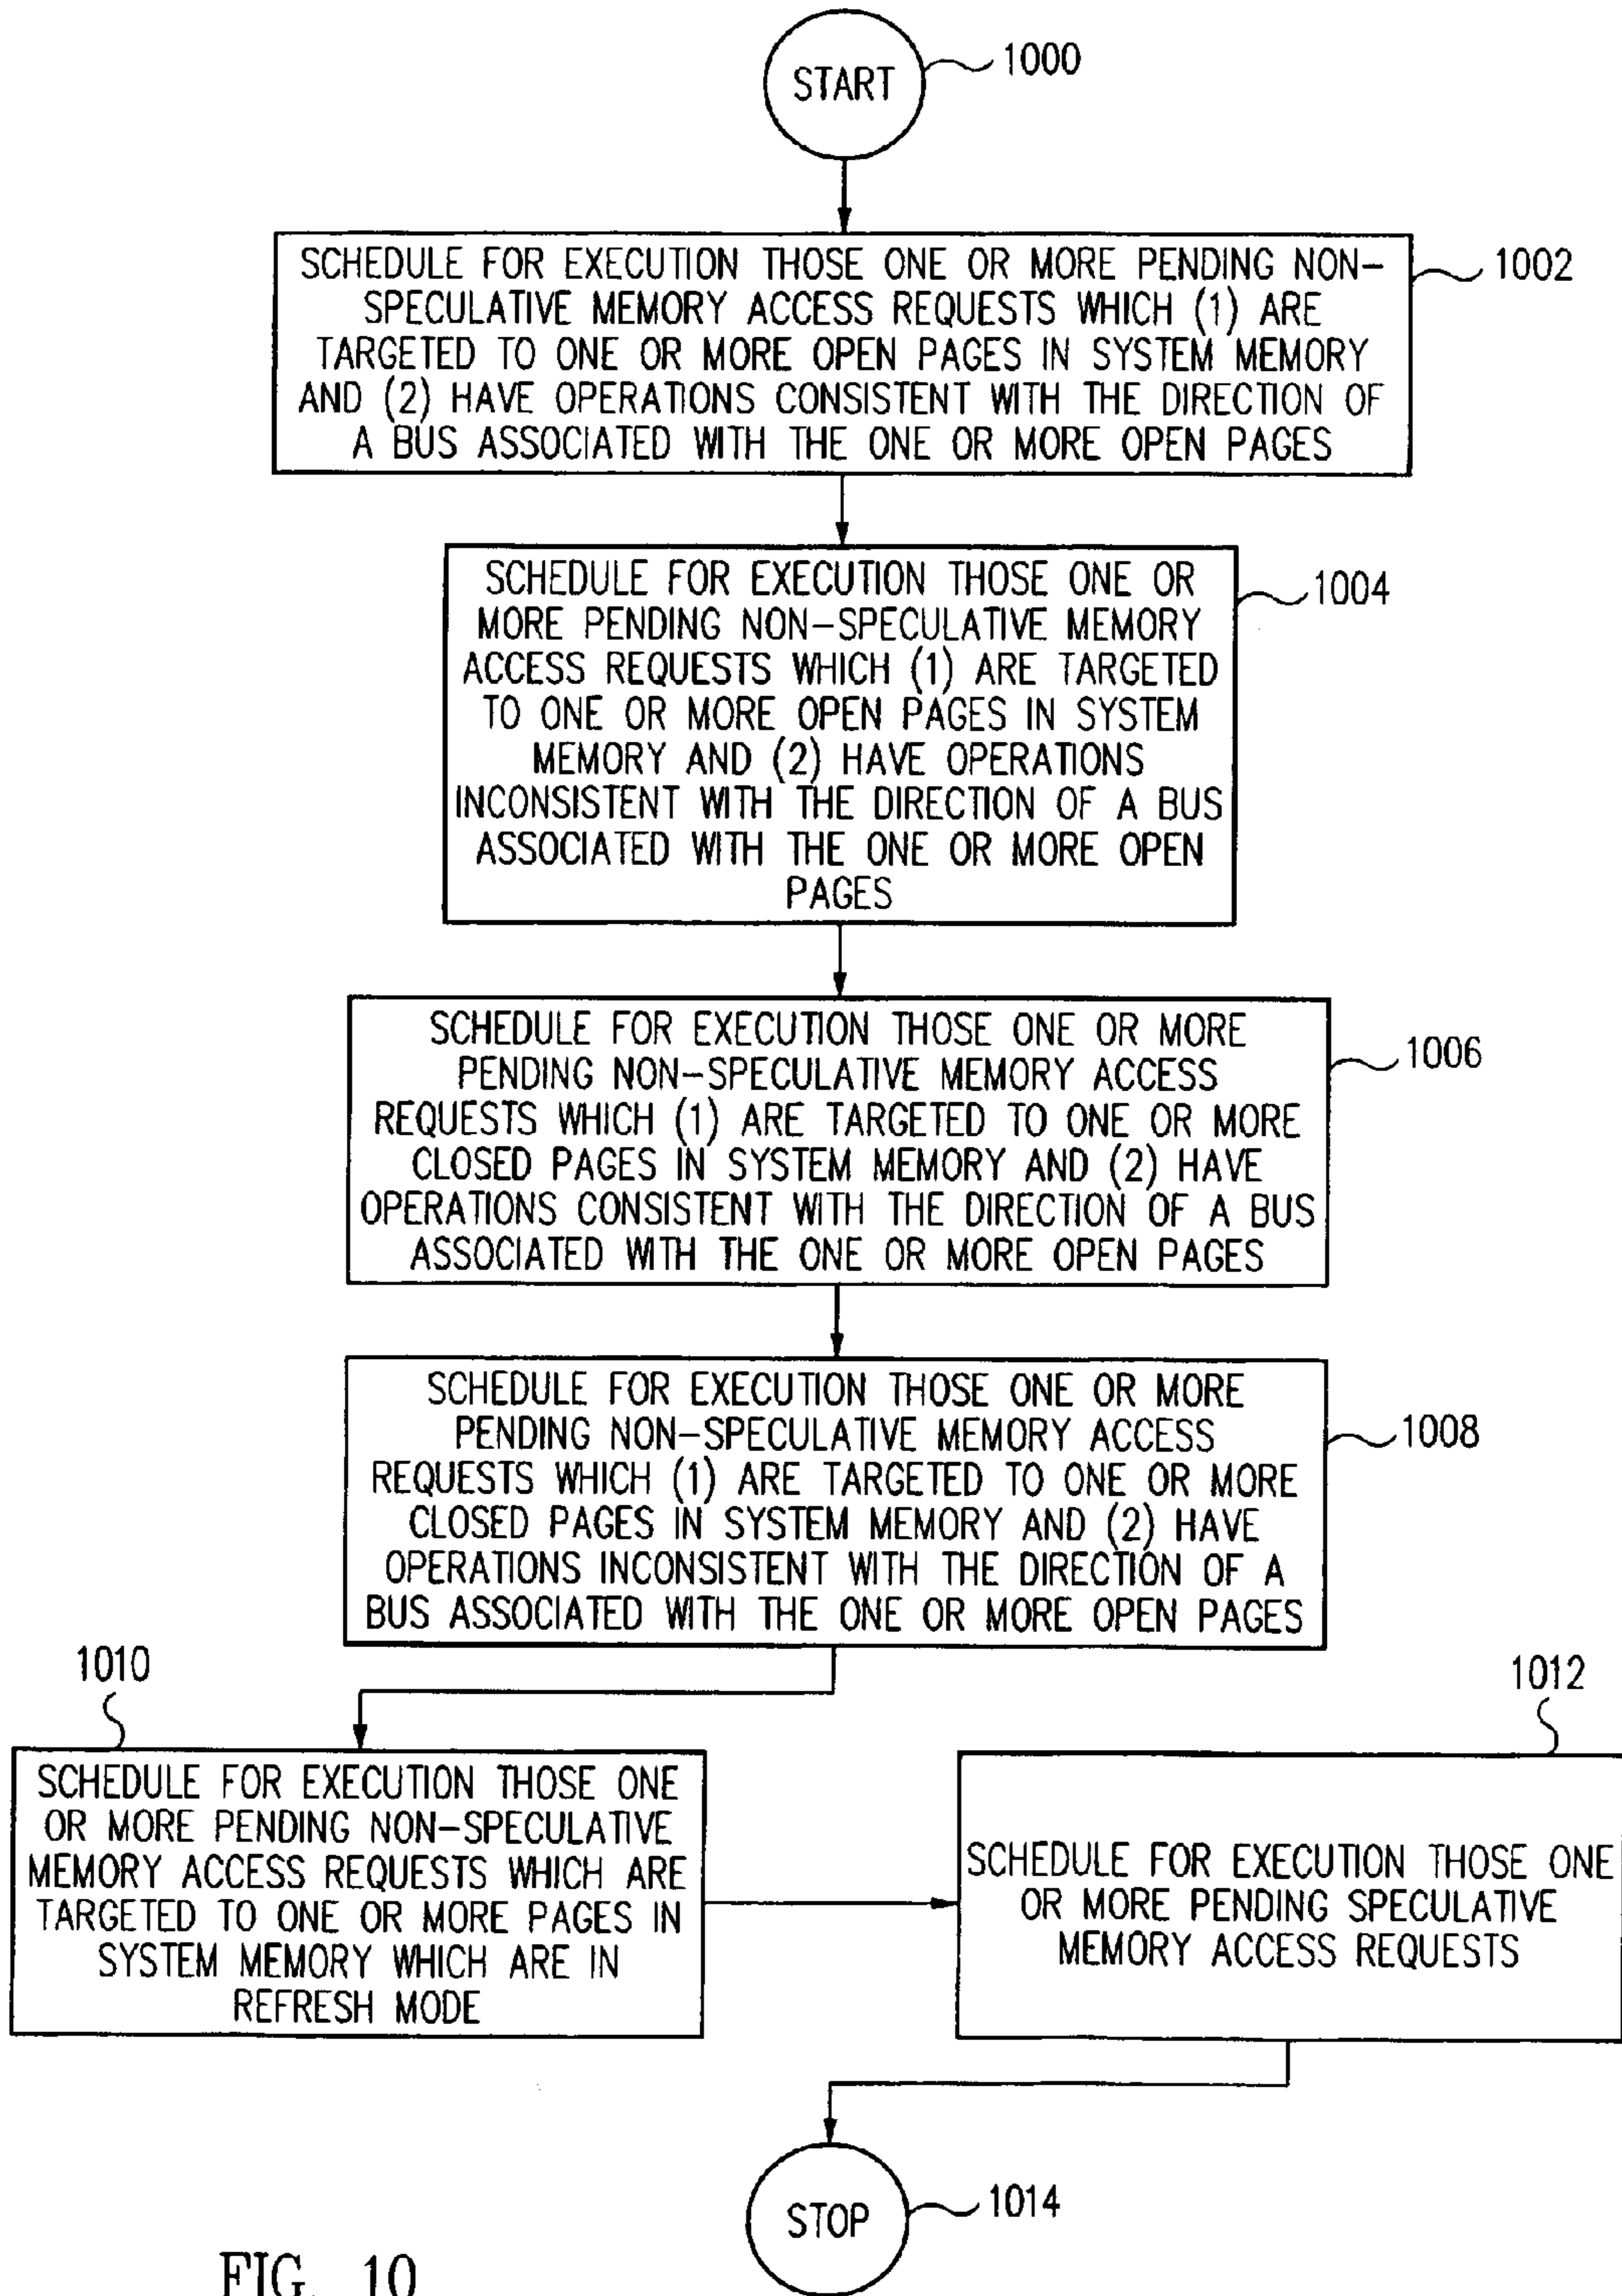 START
1000
SCHEDULE FOR EXECUTION THOSE ONE OR MORE PENDING NON-
SPECULATIVE MEMORY ACCESS REQUESTS WHICH (1) ARE
TARGETED TO ONE OR MORE OPEN PAGES IN SYSTEM MEMORY
AND (2) HAVE OPERATIONS CONSISTENT WITH THE DIRECTION OF
A BUS ASSOCIATED WITH THE ONE OR MORE OPEN PAGES
1002
SCHEDULE FOR EXECUTION THOSE ONE OR
MORE PENDING NON-SPECULATIVE MEMORY
ACCESS REQUESTS WHICH (1) ARE TARGETED
TO ONE OR MORE OPEN PAGES IN SYSTEM
MEMORY AND (2) HAVE OPERATIONS
INCONSISTENT WITH THE DIRECTION OF A BUS
ASSOCIATED WITH THE ONE OR MORE OPEN
PAGES
1004
SCHEDULE FOR EXECUTION THOSE ONE OR MORE
PENDING NON-SPECULATIVE MEMORY ACCESS
REQUESTS WHICH (1) ARE TARGETED TO ONE OR MORE
CLOSED PAGES IN SYSTEM MEMORY AND (2) HAVE
OPERATIONS CONSISTENT WITH THE DIRECTION OF A BUS
ASSOCIATED WITH THE ONE OR MORE OPEN PAGES
1006
SCHEDULE FOR EXECUTION THOSE ONE OR MORE
PENDING NON-SPECULATIVE MEMORY ACCESS
REQUESTS WHICH (1) ARE TARGETED TO ONE OR MORE
CLOSED PAGES IN SYSTEM MEMORY AND (2) HAVE
OPERATIONS INCONSISTENT WITH THE DIRECTION OF A
BUS ASSOCIATED WITH THE ONE OR MORE OPEN PAGES
1008
1010
SCHEDULE FOR EXECUTION THOSE ONE
OR MORE PENDING NON-SPECULATIVE
MEMORY ACCESS REQUESTS WHICH ARE
TARGETED TO ONE OR MORE PAGES IN
SYSTEM MEMORY WHICH ARE IN
REFRESH MODE
1012
SCHEDULE FOR EXECUTION THOSE ONE
OR MORE PENDING SPECULATIVE
MEMORY ACCESS REQUESTS
STOP
1014
FIG. 10